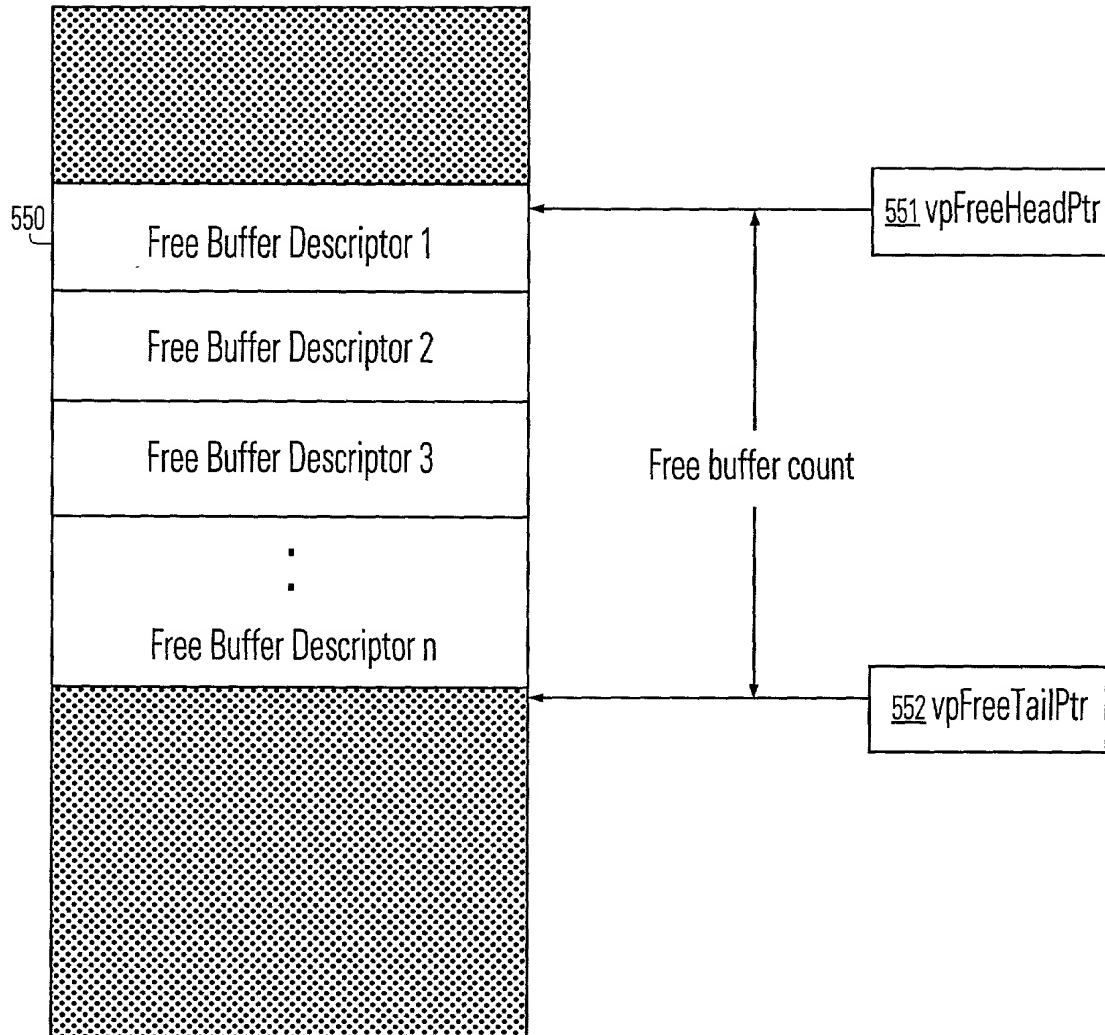 551 vpFreeHeadPtr
550
Free Buffer Descriptor 1
Free Buffer Descriptor 2
Free Buffer Descriptor 3
Free buffer count
Free Buffer Descriptor n
552 vpFreeTailPtr